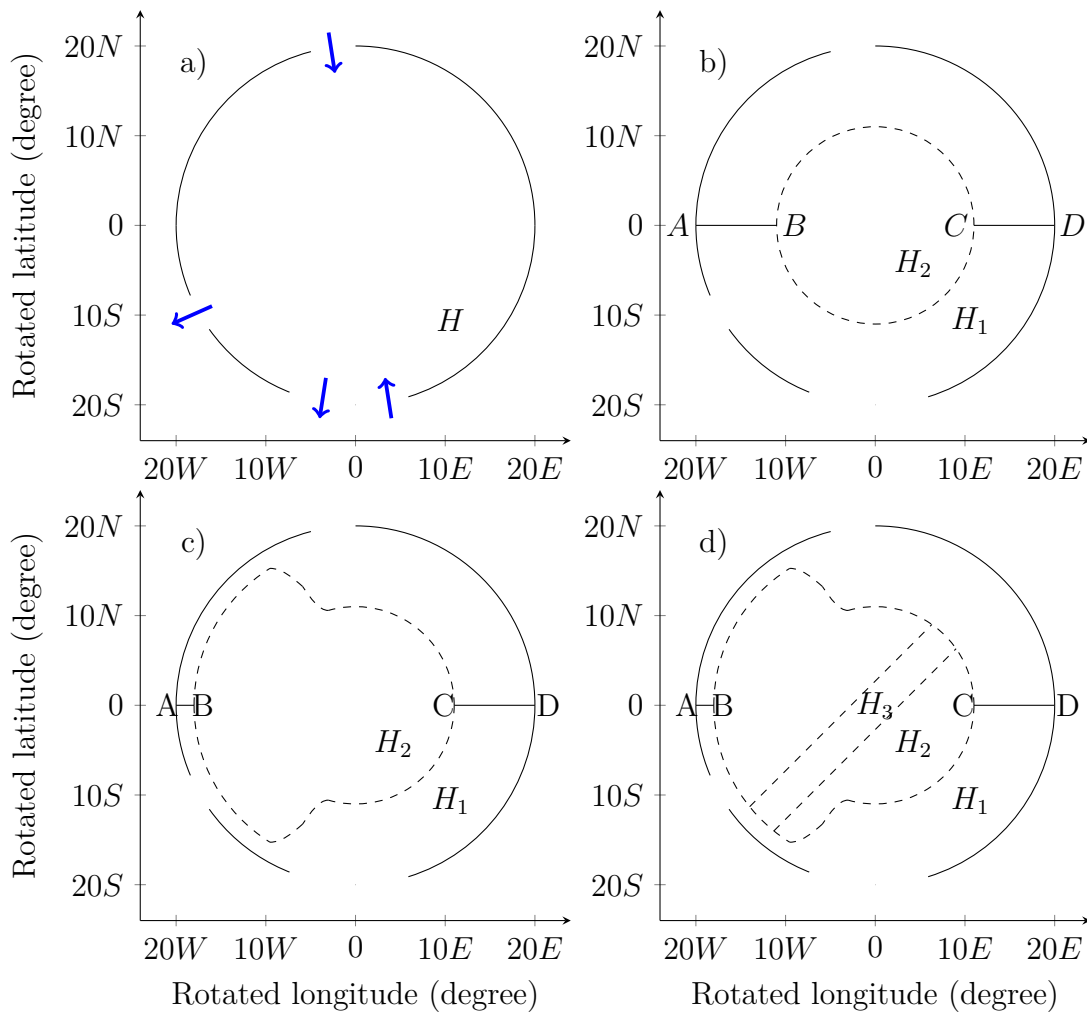 a)
20N
10N
0
10S
20S
Rotated latitude (degree)
H
20W 10W 0 10E 20E
b)
20N
10N
0
10S
20S
A B C D
H2
H1
20W 10W 0 10E 20E
c)
20N
10N
0
10S
20S
Rotated latitude (degree)
A B C D
H2
H1
20W 10W 0 10E 20E
Rotated longitude (degree)
d)
20N
10N
0
10S
20S
A B H3 C D
H2
H1
20W 10W 0 10E 20E
Rotated longitude (degree)